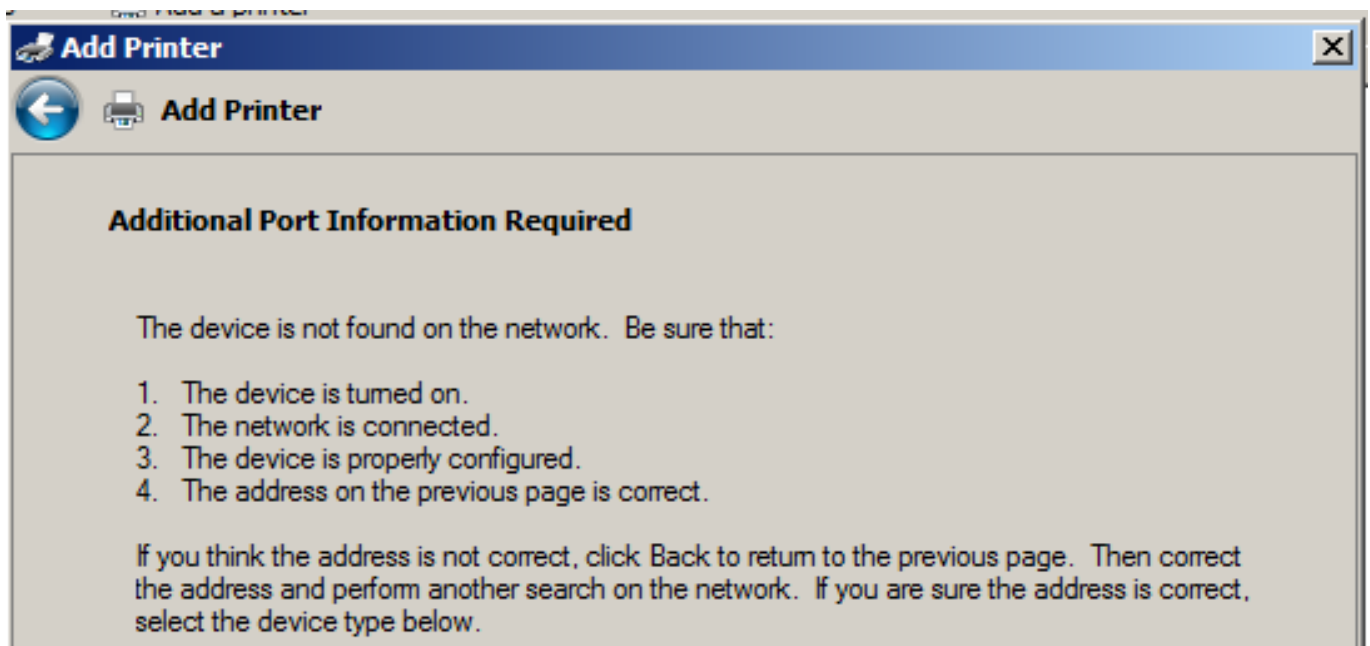 Add a printer
Add Printer
Add Printer
Additional Port Information Required
The device is not found on the network.  Be sure that:
1.  The device is turned on.
2.  The network is connected.
3.  The device is properly configured.
4.  The address on the previous page is correct.
If you think the address is not correct, click Back to return to the previous page.  Then correct
the address and perform another search on the network.  If you are sure the address is correct,
select the device type below.